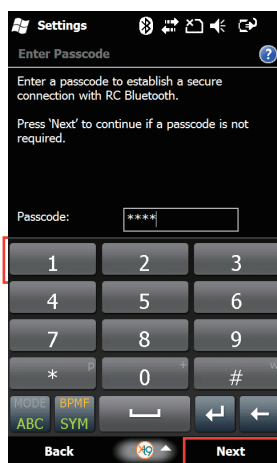 Settings
Enter Passcode
Enter a passcode to establish a secure
connection with RC Bluetooth.
Press 'Next' to continue if a passcode is not
required.
Passcode: ****
1 2 3
4 5 6
7 8 9
* p 0 + # w
MODE BPMF
ABC SYM
Back Next